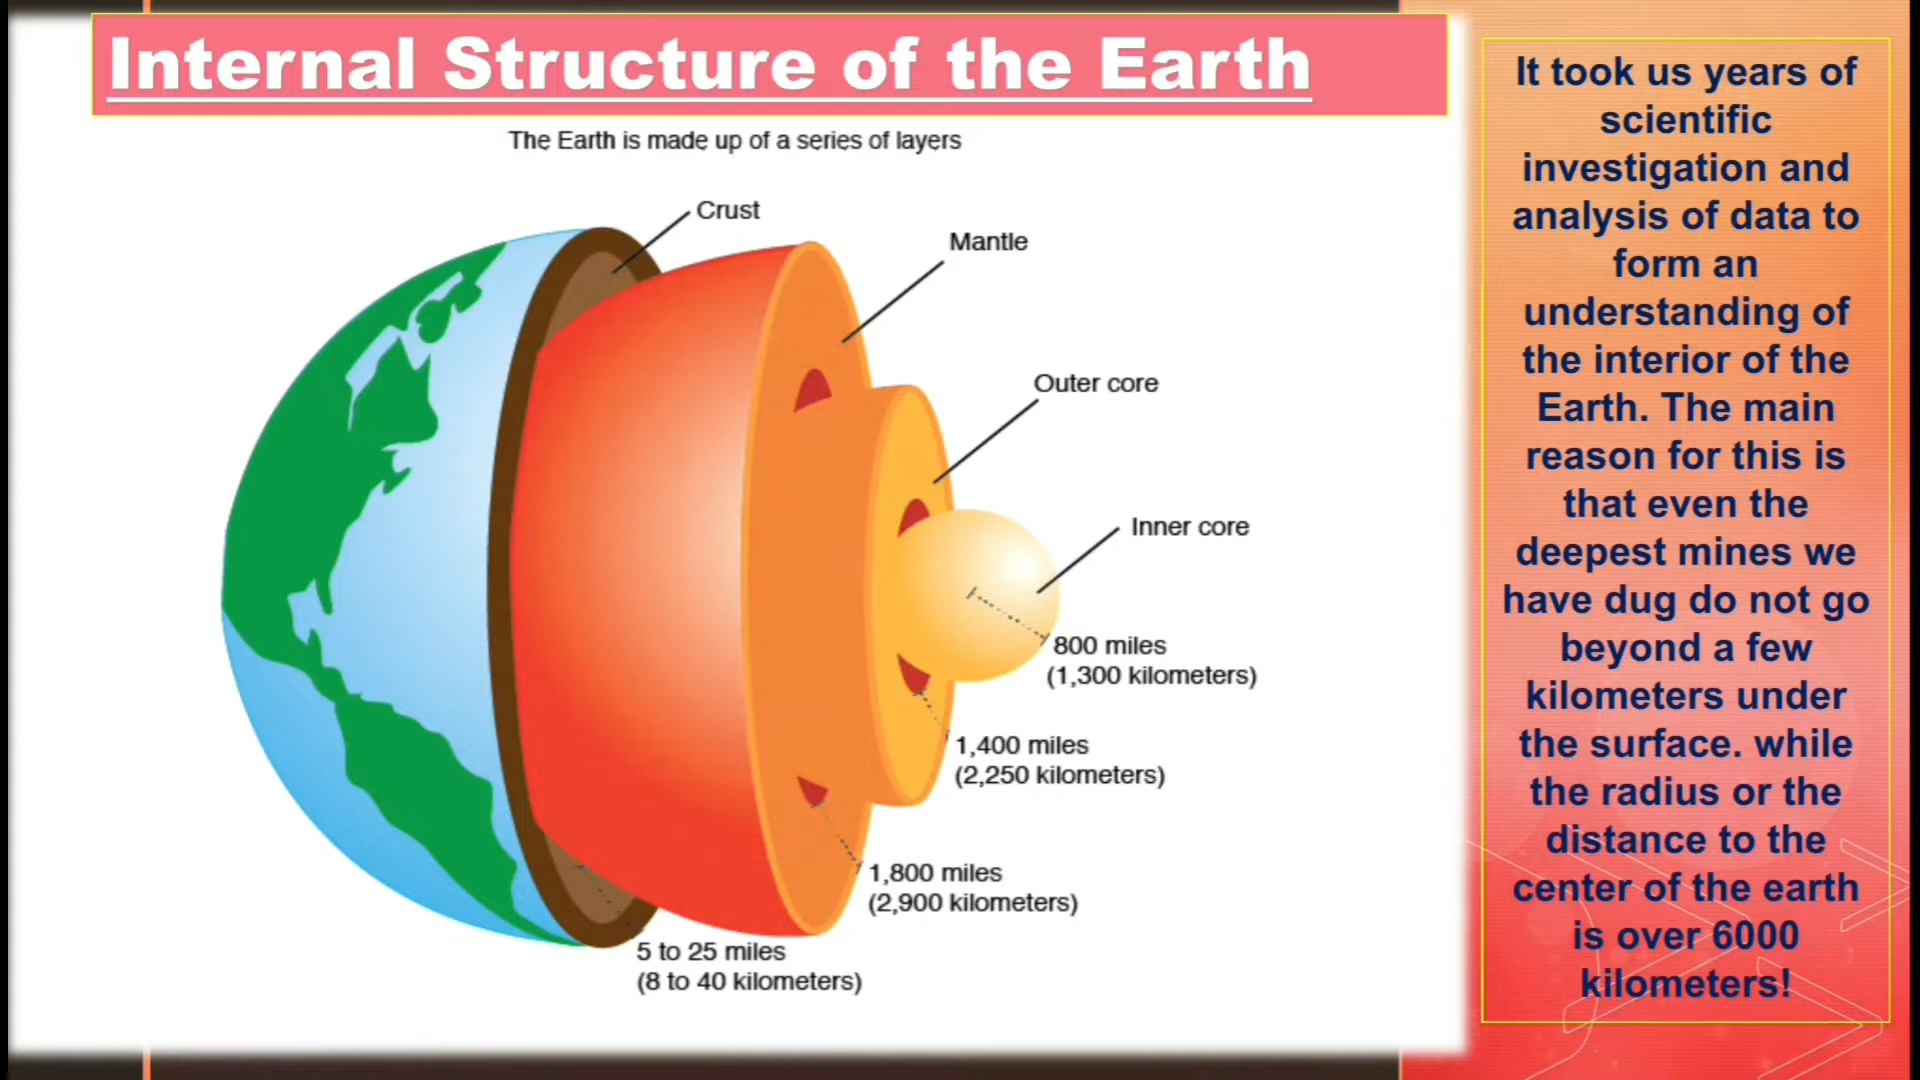 Internal Structure of the Earth
The Earth is made up of a series of layers
Crust
Mantle
Outer core
Inner core
800 miles
(1,300 kilometers)
1,400 miles
(2,250 kilometers)
1,800 miles
(2,900 kilometers)
5 to 25 miles
(8 to 40 kilometers)
It took us years of
scientific
investigation and
analysis of data to
form an
understanding of
the interior of the
Earth. The main
reason for this is
that even the
deepest mines we
have dug do not go
beyond a few
kilometers under
the surface. while
the radius or the
distance to the
center of the earth
is over 6000
kilometers!